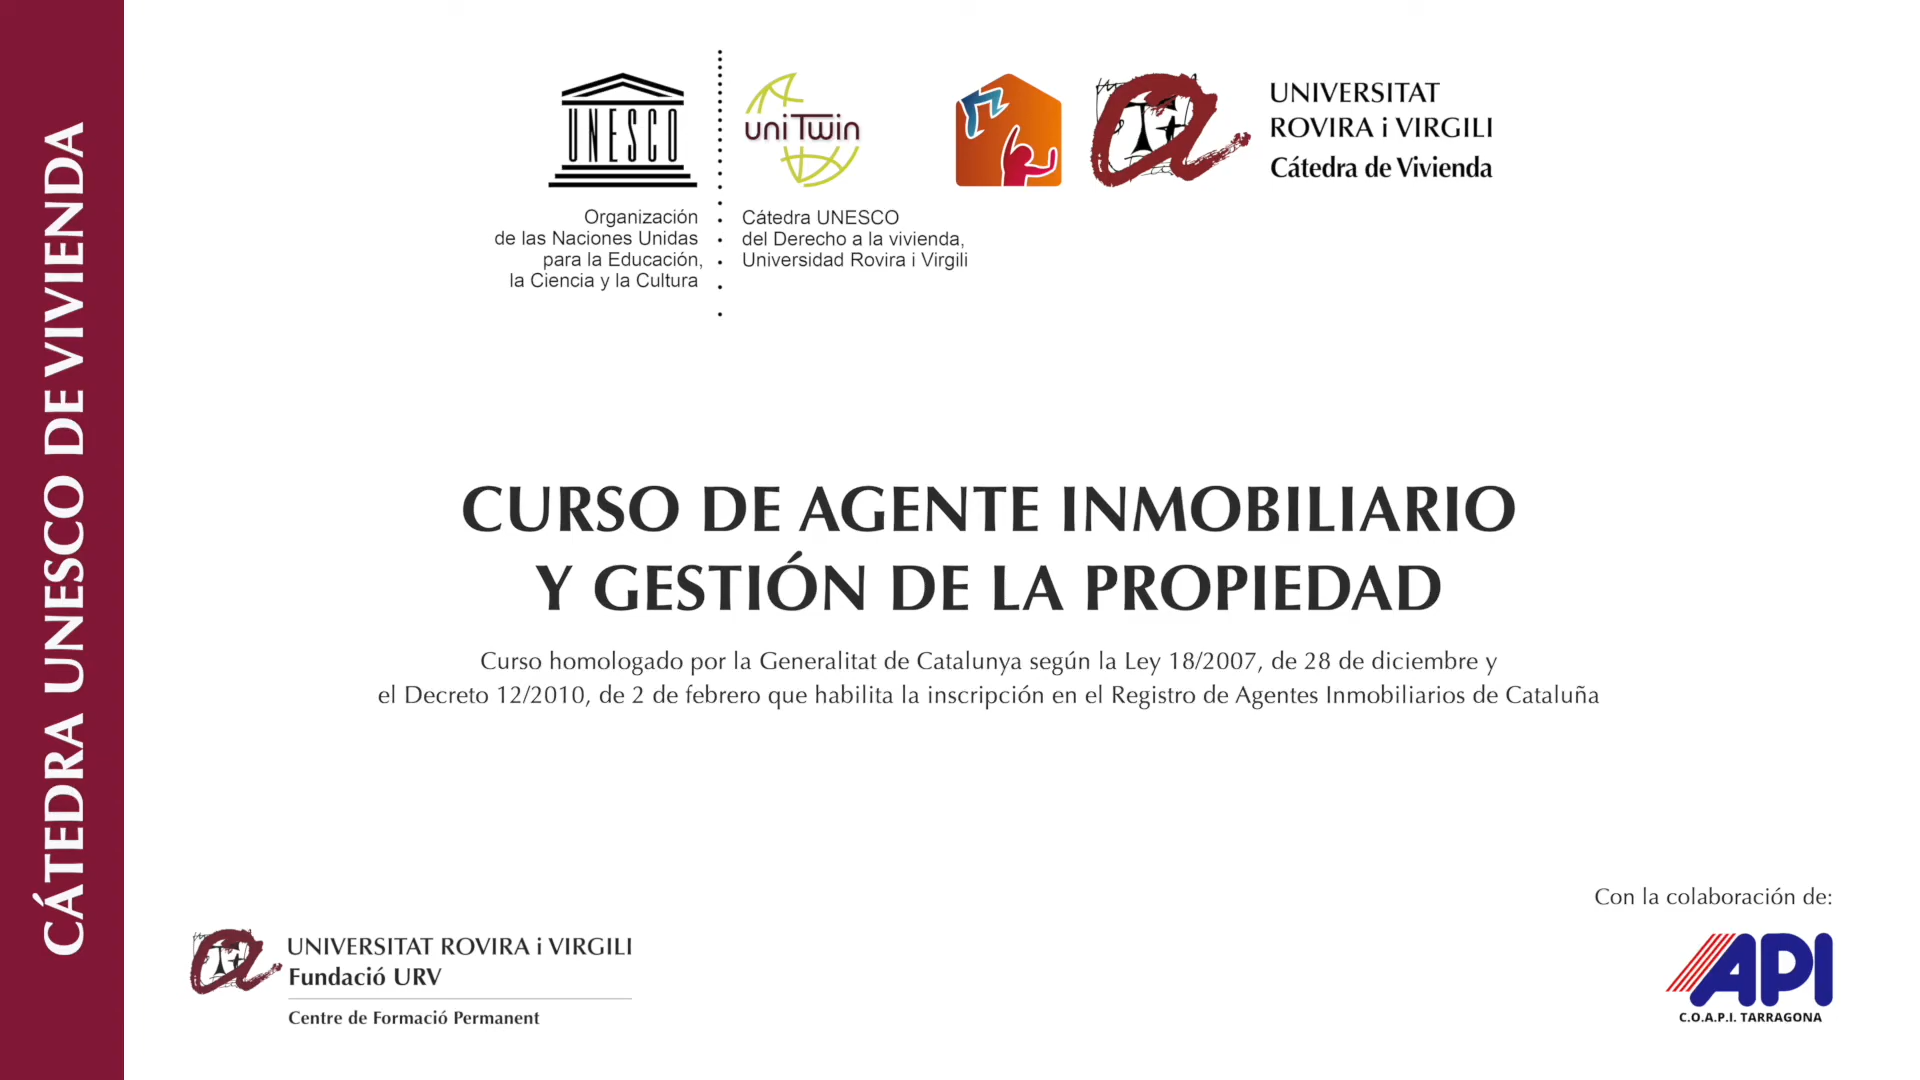 CÁTEDRA UNESCO DE VIVIENDA
UNESCO
Organización
de las Naciones Unidas
para la Educación,
la Ciencia y la Cultura
uniTwin
Cátedra UNESCO
del Derecho a la vivienda,
Universidad Rovira i Virgili
UNIVERSITAT
ROVIRA i VIRGILI
Cátedra de Vivienda
CURSO DE AGENTE INMOBILIARIO
Y GESTIÓN DE LA PROPIEDAD
Curso homologado por la Generalitat de Catalunya según la Ley 18/2007, de 28 de diciembre y
el Decreto 12/2010, de 2 de febrero que habilita la inscripción en el Registro de Agentes Inmobiliarios de Cataluña
UNIVERSITAT ROVIRA i VIRGILI
Fundació URV
Centre de Formació Permanent
Con la colaboración de:
API
C.O.A.P.I. TARRAGONA